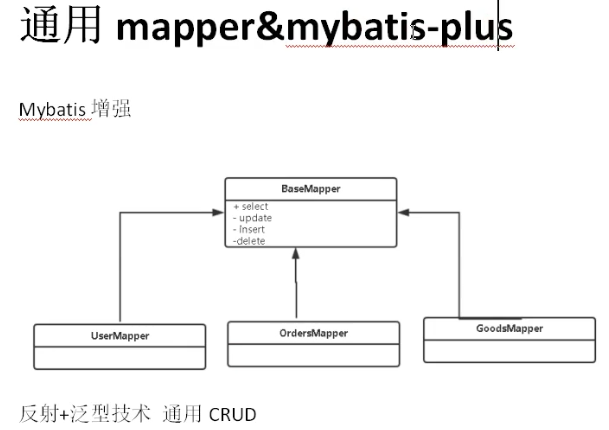 通用 mapper&mybatis-plus
Mybatis 增强
BaseMapper
+ select
- update
- Insert
-delete
UserMapper
OrdersMapper
GoodsMapper
反射+泛型技术 通用 CRUD